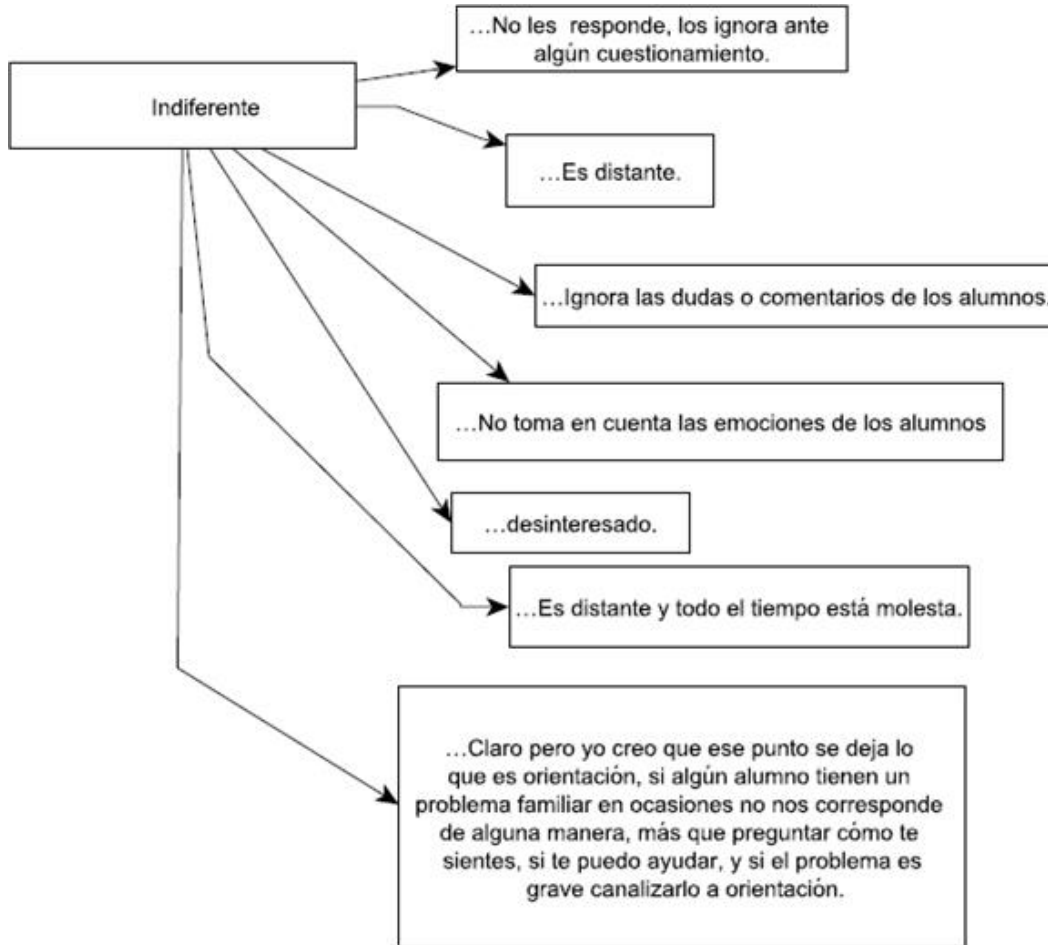 …No les responde, los ignora ante
algún cuestionamiento.
Indiferente
…Es distante.
…Ignora las dudas o comentarios de los alumnos.
…No toma en cuenta las emociones de los alumnos
…desinteresado.
…Es distante y todo el tiempo está molesta.
…Claro pero yo creo que ese punto se deja lo
que es orientación, si algún alumno tienen un
problema familiar en ocasiones no nos corresponde
de alguna manera, más que preguntar cómo te
sientes, si te puedo ayudar, y si el problema es
grave canalizarlo a orientación.